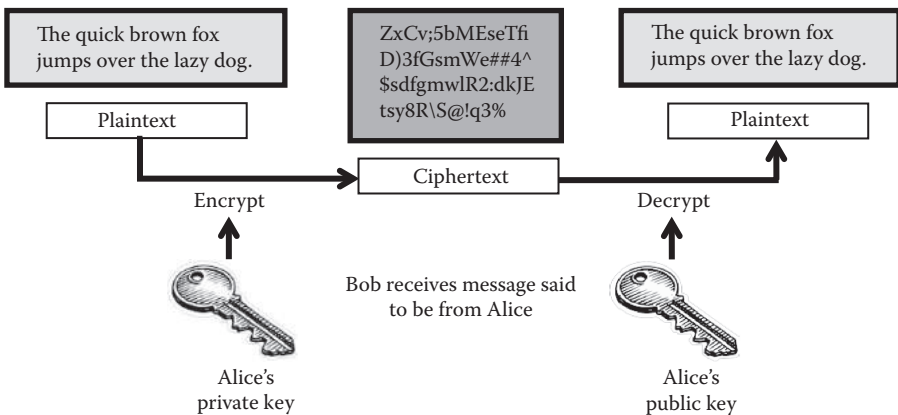 The quick brown fox
jumps over the lazy dog.
ZxCv;5bMEseTfi
D)3fGsmWe##4^
$sdfgmwlR2:dkJE
tsy8R\S@!q3%
The quick brown fox
jumps over the lazy dog.
Plaintext
Plaintext
Ciphertext
Encrypt
Decrypt
Bob receives message said
to be from Alice
Alice's
private key
Alice's
public key